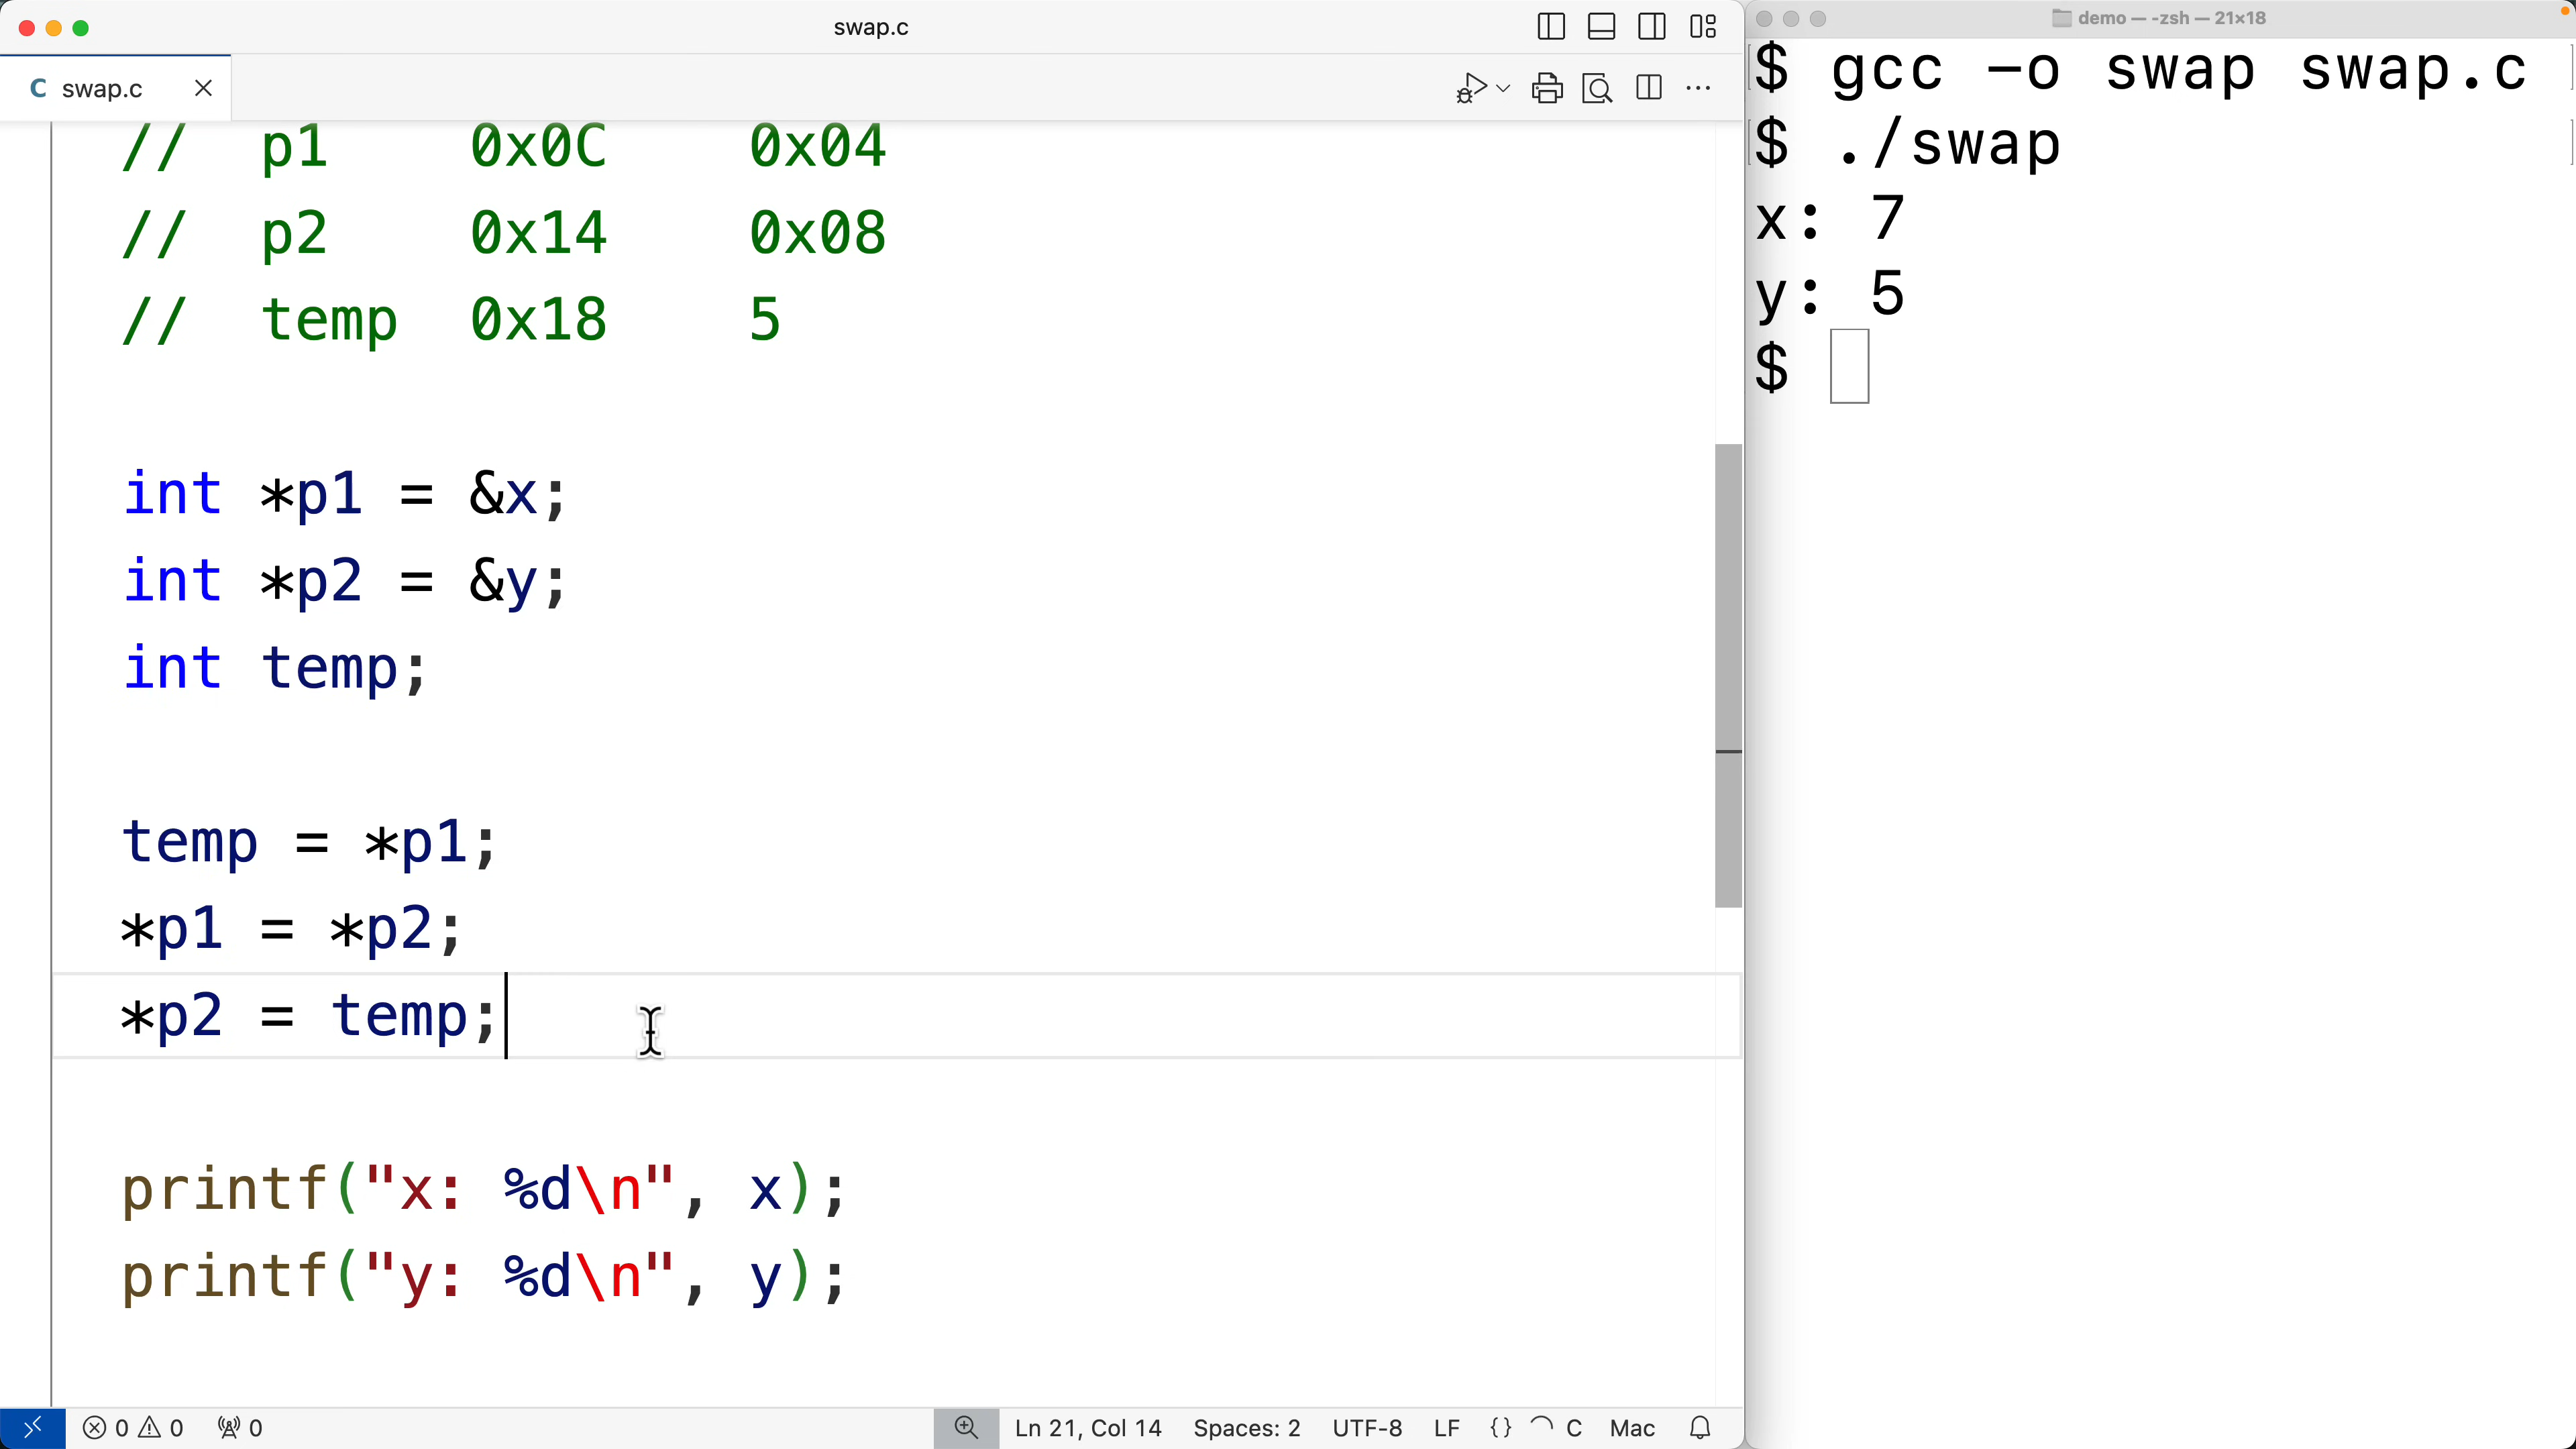 swap.c
C swap.c
//  p1    0x0C    0x04
//  p2    0x14    0x08
//  temp  0x18    5
int *p1 = &x;
int *p2 = &y;
int temp;
temp = *p1;
*p1 = *p2;
*p2 = temp;
printf("x: %d\n", x);
printf("y: %d\n", y);
0 0 0 Ln 21, Col 14 Spaces: 2 UTF-8 LF {} C Mac
demo — -zsh — 21×18
$ gcc -o swap swap.c
$ ./swap
x: 7
y: 5
$